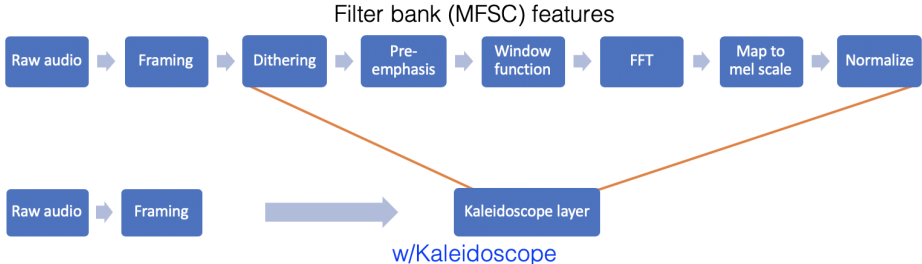 Filter bank (MFSC) features
Raw audio
Framing
Dithering
Pre-
emphasis
Window
function
FFT
Map to
mel scale
Normalize
Raw audio
Framing
Kaleidoscope layer
w/Kaleidoscope